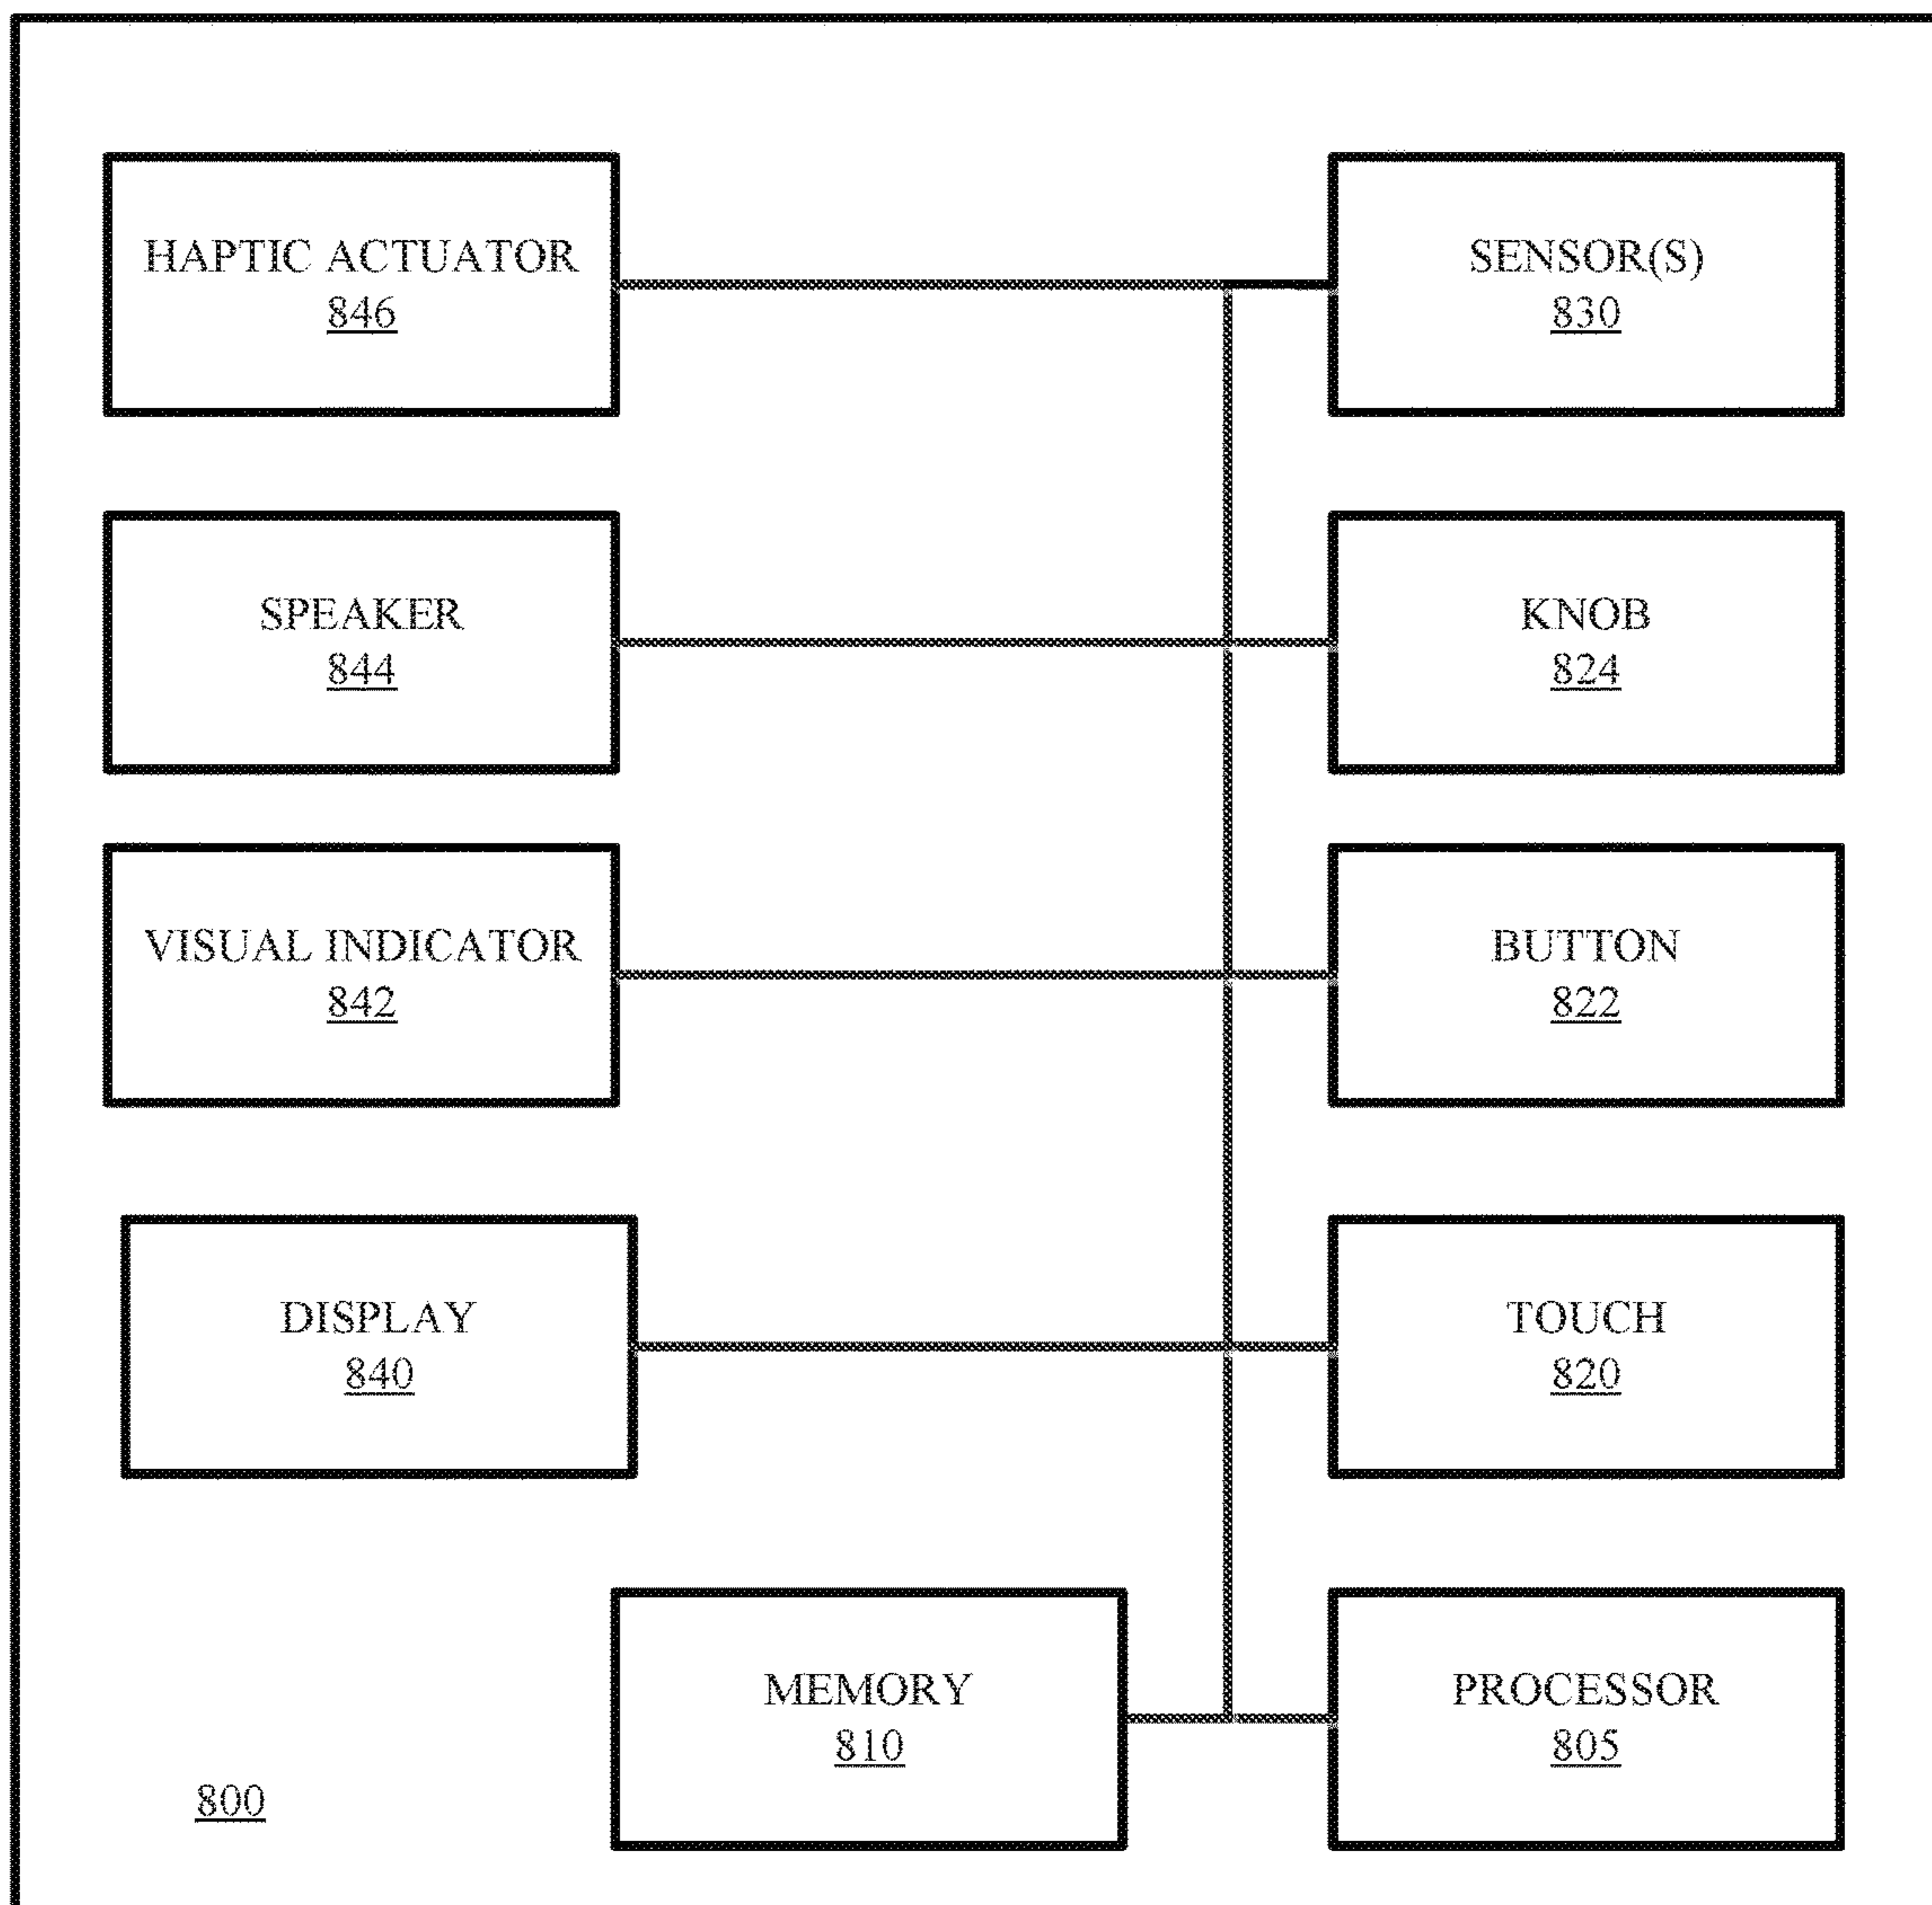 HAPTIC ACTUATOR
846
SENSOR(S)
830
SPEAKER
844
KNOB
824
VISUAL INDICATOR
842
BUTTON
822
DISPLAY
840
TOUCH
820
MEMORY
810
PROCESSOR
805
800